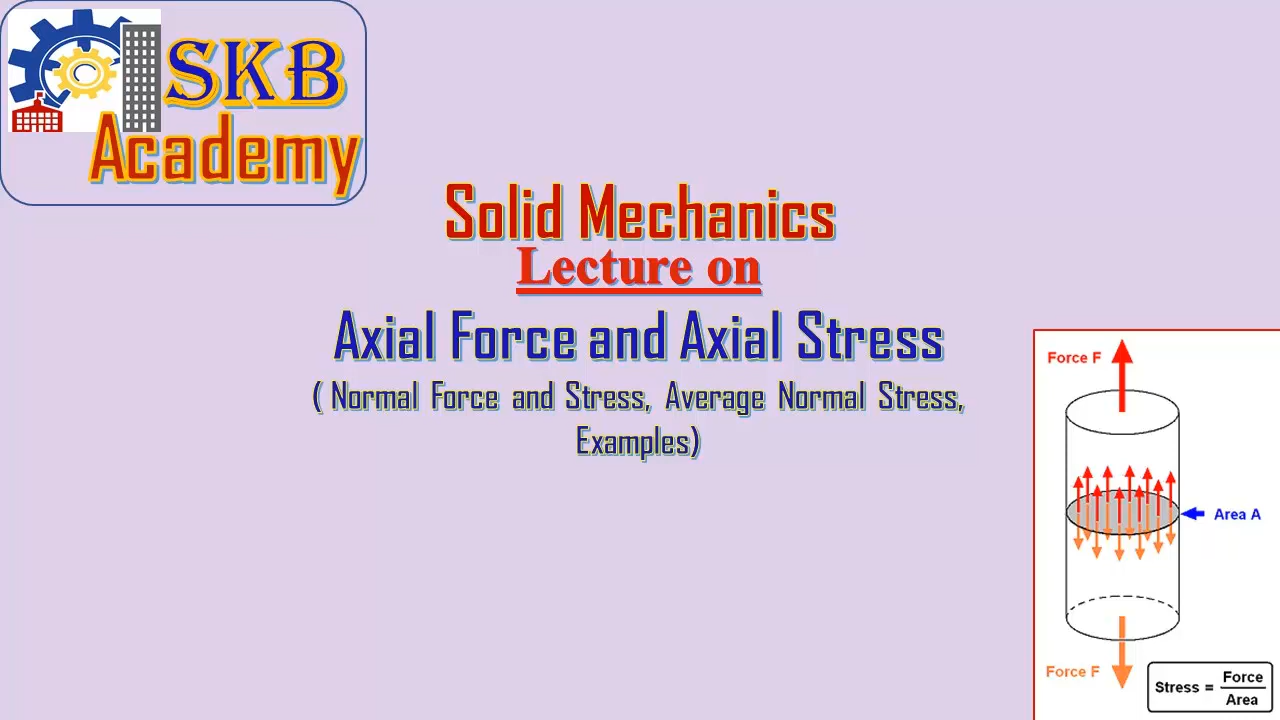 SKB
Academy
Solid Mechanics
Lecture on
Axial Force and Axial Stress
( Normal Force and Stress, Average Normal Stress,
Examples)
Force F
Area A
Force F
Stress = Force
Area